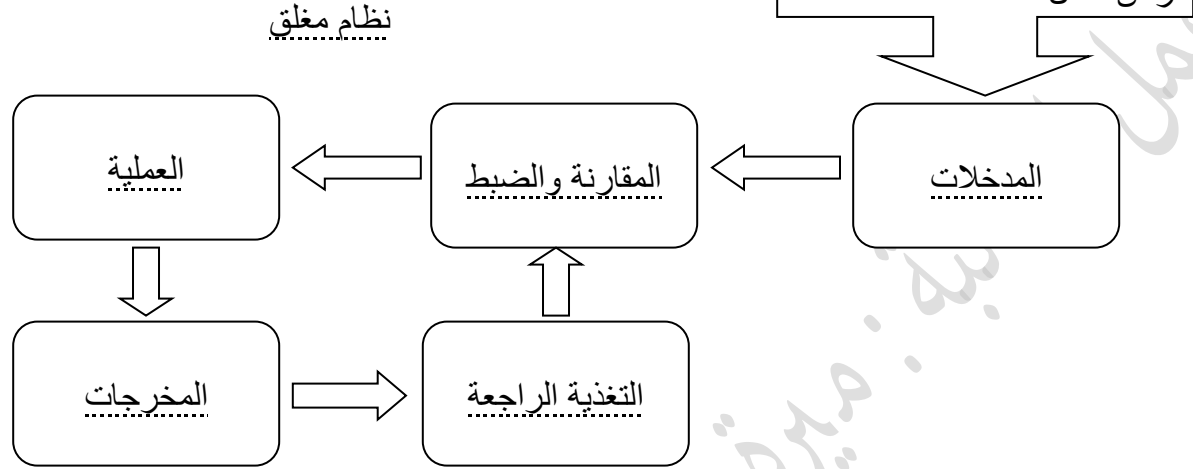 نظام مغلق
المدخلات
المقارنة والضبط
العملية
المخرجات
التغذية الراجعة